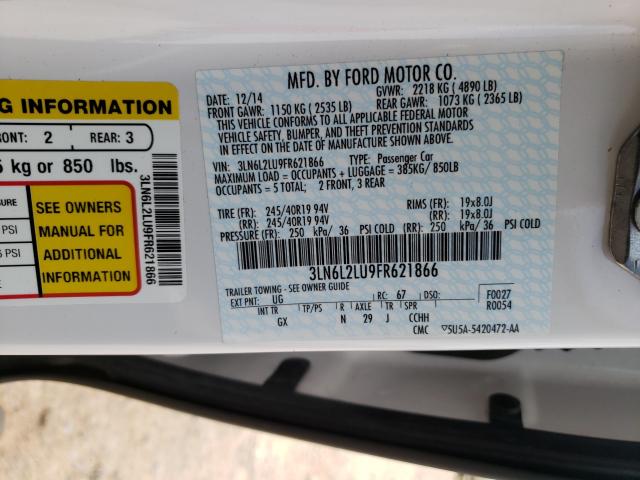 G INFORMATION
FRONT: 2 REAR: 3
5 kg or 850 lbs.
SURE
PSI
5 PSI
SEE OWNERS
MANUAL FOR
ADDITIONAL
INFORMATION
3LN6L2LU9FR621866
MFD. BY FORD MOTOR CO.
DATE: 12/14 GVWR: 2218 KG ( 4890 LB)
FRONT GAWR: 1150 KG ( 2535 LB) REAR GAWR: 1073 KG ( 2365 LB)
THIS VEHICLE CONFORMS TO ALL APPLICABLE FEDERAL MOTOR
VEHICLE SAFETY, BUMPER, AND THEFT PREVENTION STANDARDS
IN EFFECT ON THE DATE OF MANUFACTURE SHOWN ABOVE.
VIN: 3LN6L2LU9FR621866 TYPE: Passenger Car
MAXIMUM LOAD = OCCUPANTS + LUGGAGE = 385KG/ 850LB
OCCUPANTS = 5 TOTAL; 2 FRONT, 3 REAR
TIRE (FR): 245/40R19 94V RIMS (FR): 19x8.0J
(RR): 245/40R19 94V (RR): 19x8.0J
PRESSURE (FR): 250 kPa/ 36 PSI COLD (RR): 250 kPa/ 36 PSI COLD
3LN6L2LU9FR621866
TRAILER TOWING -
EXT PNT: UG RC: 67 DSO: F0027
INT TR TP/PS R AXLE TR SPR R0054
GX N 29 J CCHH
CMC ▽5U5A-5420472-AA